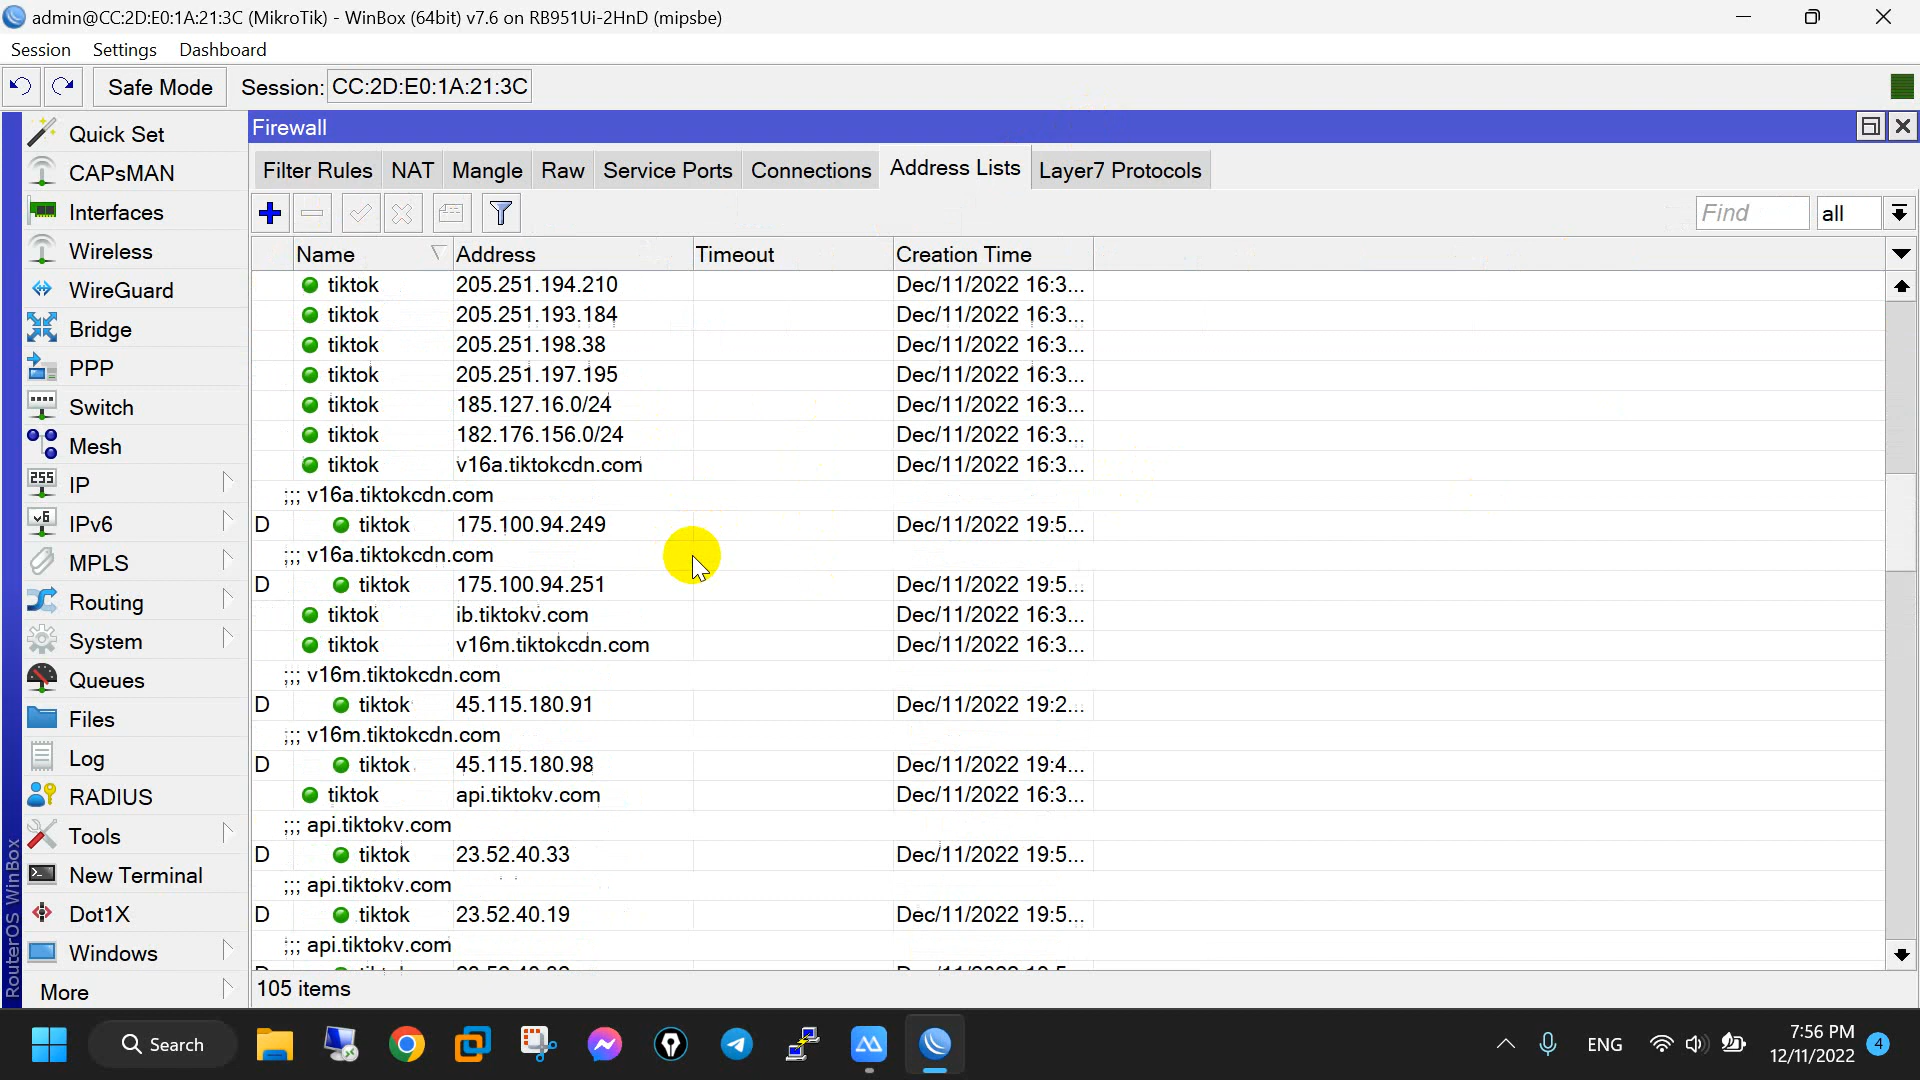 admin@CC:2D:E0:1A:21:3C (MikroTik) - WinBox (64bit) v7.6 on RB951Ui-2HnD (mipsbe)
Session Settings Dashboard
Safe Mode Session: CC:2D:E0:1A:21:3C
Quick Set
CAPsMAN
Interfaces
Wireless
WireGuard
Bridge
PPP
Switch
Mesh
255 IP
v6 IPv6
MPLS
Routing
System
Queues
Files
Log
RADIUS
Tools
New Terminal
Dot1X
Windows
More
RouterOS WinBox
Firewall
Filter Rules NAT Mangle Raw Service Ports Connections Address Lists Layer7 Protocols
Find all
Name Address Timeout Creation Time
tiktok 205.251.194.210 Dec/11/2022 16:3...
tiktok 205.251.193.184 Dec/11/2022 16:3...
tiktok 205.251.198.38 Dec/11/2022 16:3...
tiktok 205.251.197.195 Dec/11/2022 16:3...
tiktok 185.127.16.0/24 Dec/11/2022 16:3...
tiktok 182.176.156.0/24 Dec/11/2022 16:3...
tiktok v16a.tiktokcdn.com Dec/11/2022 16:3...
;;; v16a.tiktokcdn.com
D tiktok 175.100.94.249 Dec/11/2022 19:5...
;;; v16a.tiktokcdn.com
D tiktok 175.100.94.251 Dec/11/2022 19:5...
tiktok ib.tiktokv.com Dec/11/2022 16:3...
tiktok v16m.tiktokcdn.com Dec/11/2022 16:3...
;;; v16m.tiktokcdn.com
D tiktok 45.115.180.91 Dec/11/2022 19:2...
;;; v16m.tiktokcdn.com
D tiktok 45.115.180.98 Dec/11/2022 19:4...
tiktok api.tiktokv.com Dec/11/2022 16:3...
;;; api.tiktokv.com
D tiktok 23.52.40.33 Dec/11/2022 19:5...
;;; api.tiktokv.com
D tiktok 23.52.40.19 Dec/11/2022 19:5...
;;; api.tiktokv.com
105 items
Search
ENG
7:56 PM
12/11/2022
4